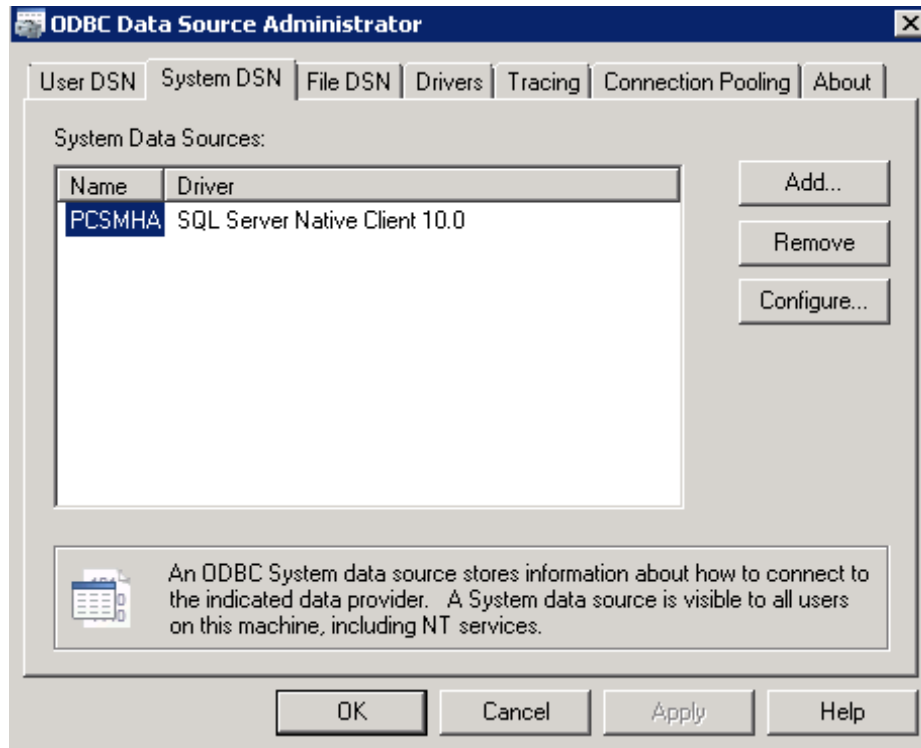 ODBC Data Source Administrator
User DSN System DSN File DSN Drivers Tracing Connection Pooling About
System Data Sources:
Name Driver
PCSMHA SQL Server Native Client 10.0
Add...
Remove
Configure...
An ODBC System data source stores information about how to connect to
the indicated data provider. A System data source is visible to all users
on this machine, including NT services.
OK Cancel Apply Help